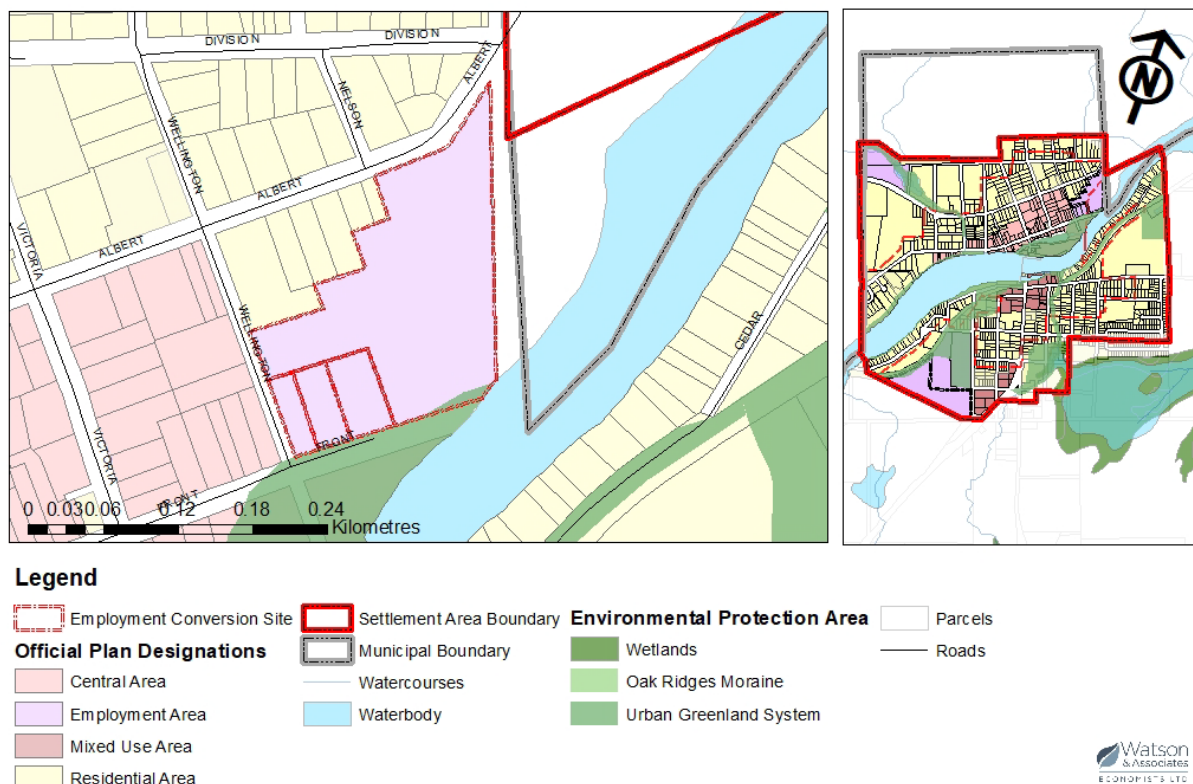 DIVISION
DIVISION
ALBERT
NELSON
WELLINGTON
ALBERT
ALBERT
VICTORIA
WELLINGTON
CEDAR
VICTORIA
FRONT
FRONT
0 0.03 0.06 0.12 0.18 0.24
Kilometres
N
Legend
Employment Conversion Site
Official Plan Designations
Central Area
Employment Area
Mixed Use Area
Residential Area
Settlement Area Boundary
Municipal Boundary
Watercourses
Waterbody
Environmental Protection Area
Wetlands
Oak Ridges Moraine
Urban Greenland System
Parcels
Roads
Watson
& Associates
ECONOMISTS LTD